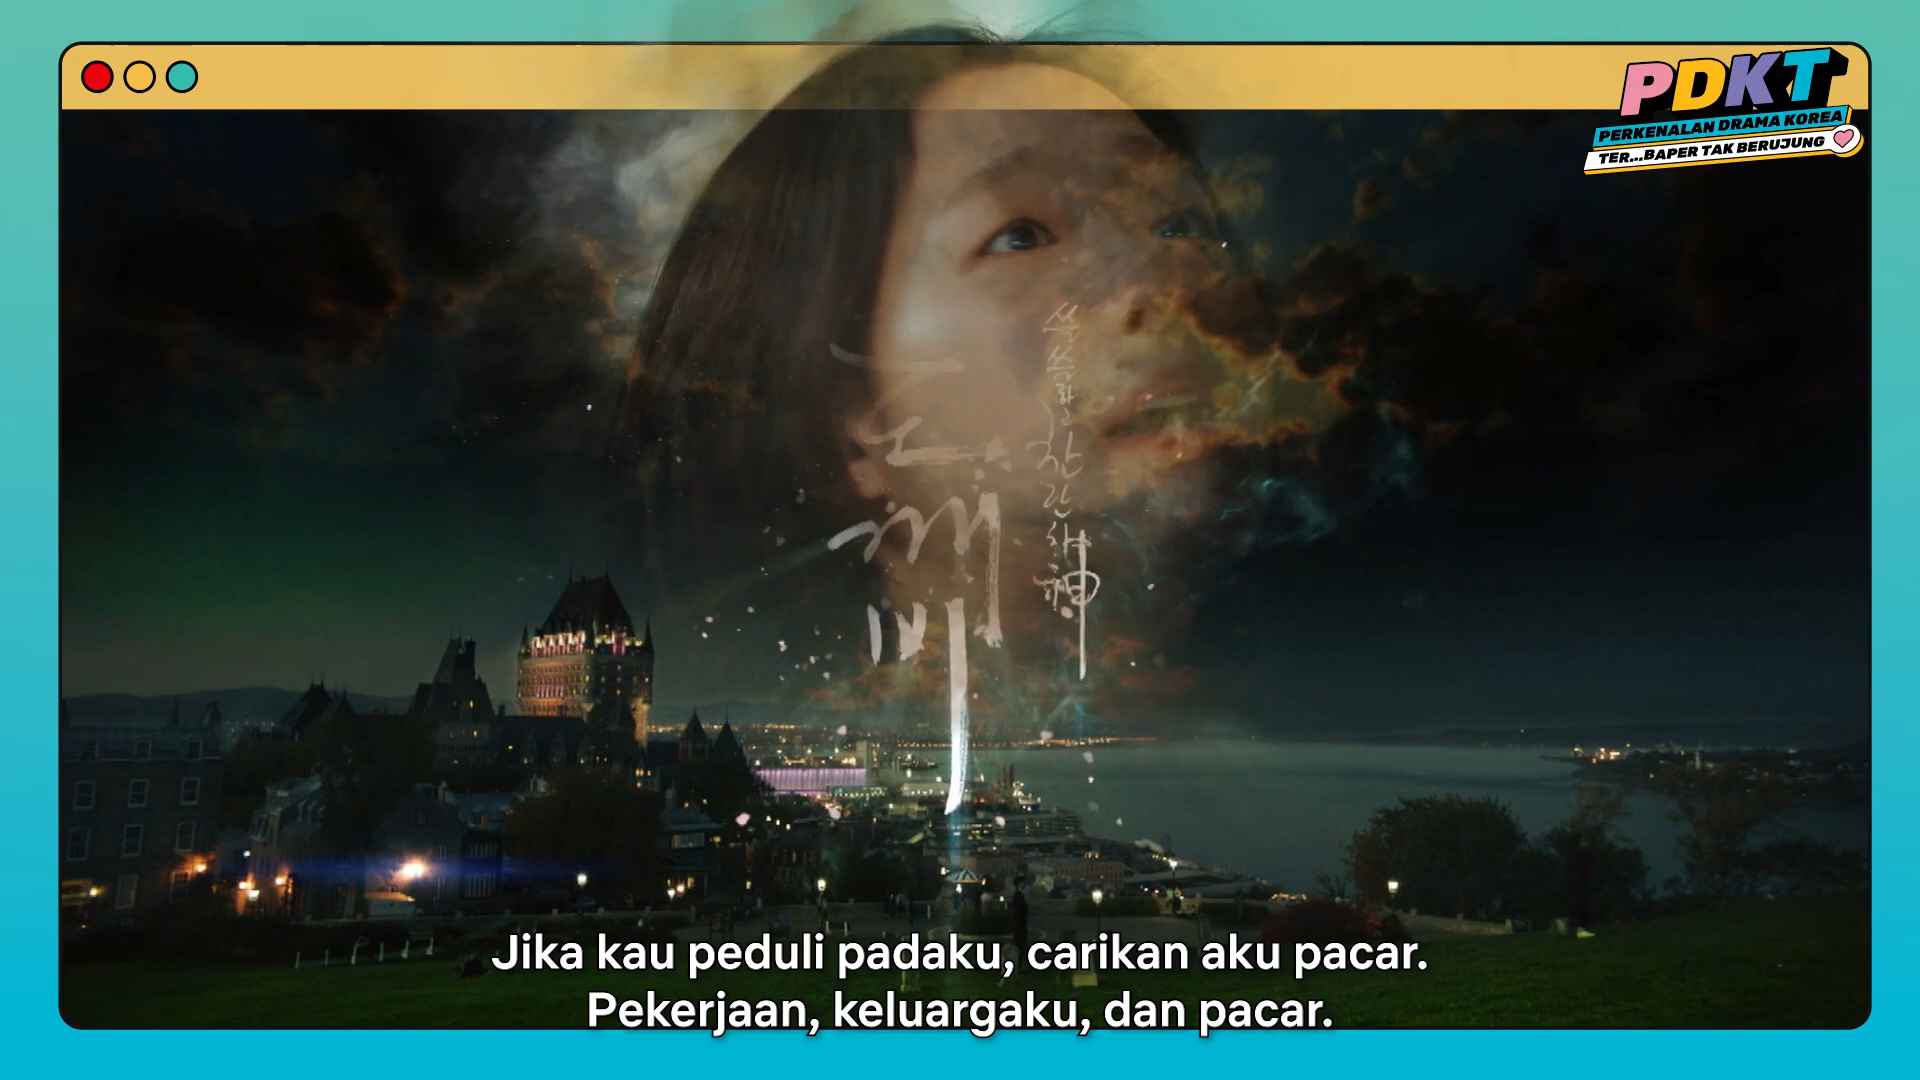 PDKT
PERKENALAN DRAMA KOREA
TER...BAPER TAK BERUJUNG
도깨비
쓸쓸하고 찬란하神
Jika kau peduli padaku, carikan aku pacar.
Pekerjaan, keluargaku, dan pacar.